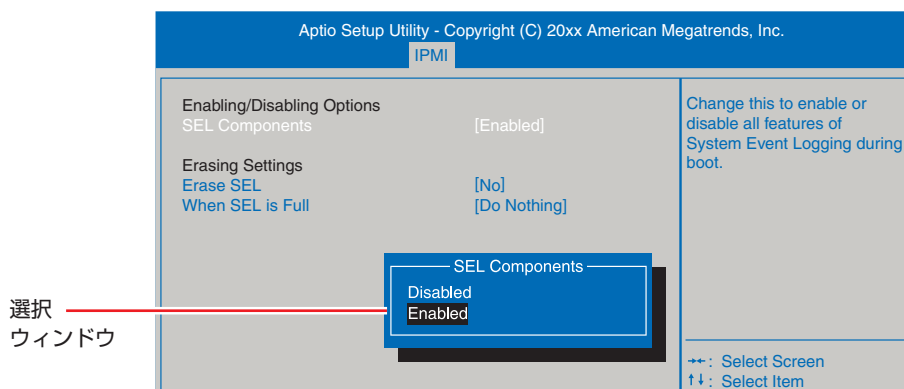 Aptio Setup Utility - Copyright (C) 20xx American Megatrends, Inc.
IPMI
Enabling/Disabling Options
SEL Components [Enabled]
Erasing Settings
Erase SEL [No]
When SEL is Full [Do Nothing]
Change this to enable or
disable all features of
System Event Logging during
boot.
SEL Components
Disabled
Enabled
選択
ウィンドウ
→←: Select Screen
↑↓: Select Item